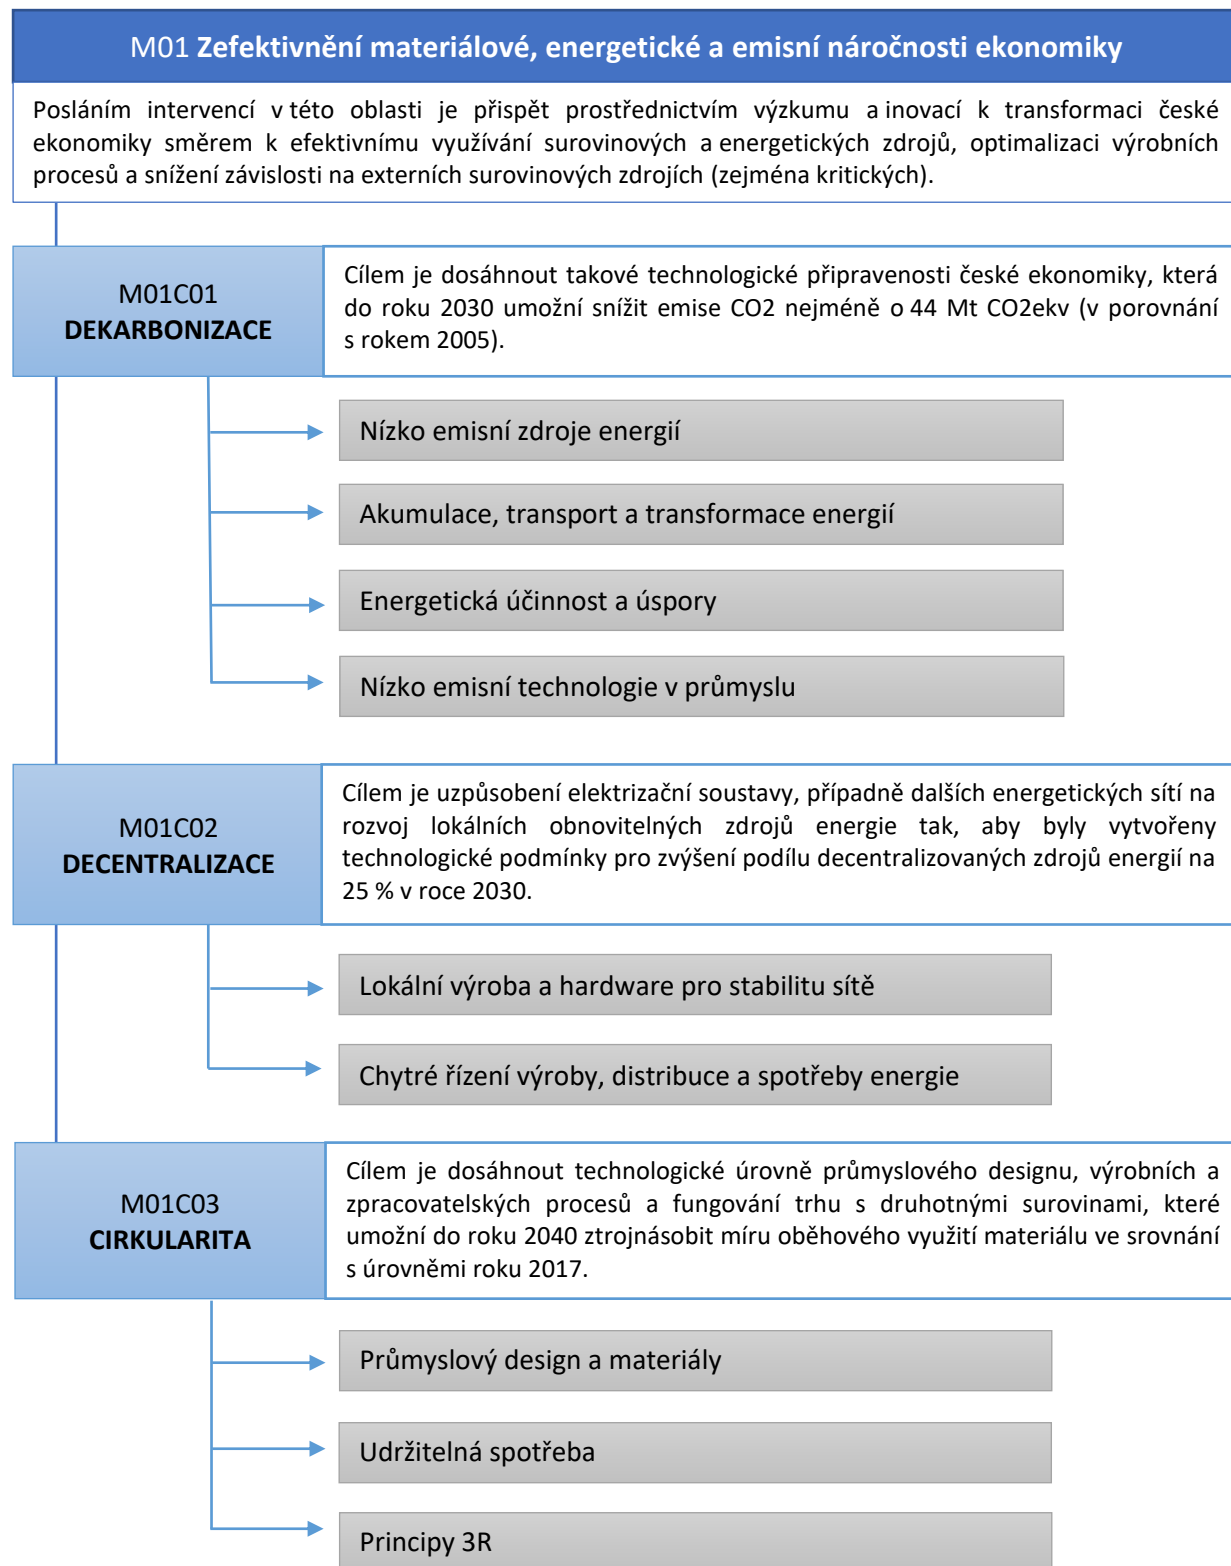 M01 Zefektivnění materiálové, energetické a emisní náročnosti ekonomiky
Posláním intervencí v této oblasti je přispět prostřednictvím výzkumu a inovací k transformaci české
ekonomiky směrem k efektivnímu využívání surovinových a energetických zdrojů, optimalizaci výrobních
procesů a snížení závislosti na externích surovinových zdrojích (zejména kritických).
M01C01
DEKARBONIZACE
Cílem je dosáhnout takové technologické připravenosti české ekonomiky, která
do roku 2030 umožní snížit emise CO2 nejméně o 44 Mt CO2ekv (v porovnání
s rokem 2005).
Nízko emisní zdroje energií
Akumulace, transport a transformace energií
Energetická účinnost a úspory
Nízko emisní technologie v průmyslu
M01C02
DECENTRALIZACE
Cílem je uzpůsobení elektrizační soustavy, případně dalších energetických sítí na
rozvoj lokálních obnovitelných zdrojů energie tak, aby byly vytvořeny
technologické podmínky pro zvýšení podílu decentralizovaných zdrojů energií na
25 % v roce 2030.
Lokální výroba a hardware pro stabilitu sítě
Chytré řízení výroby, distribuce a spotřeby energie
M01C03
CIRKULARITA
Cílem je dosáhnout technologické úrovně průmyslového designu, výrobních a
zpracovatelských procesů a fungování trhu s druhotnými surovinami, které
umožní do roku 2040 ztrojnásobit míru oběhového využití materiálu ve srovnání
s úrovněmi roku 2017.
Průmyslový design a materiály
Udržitelná spotřeba
Principy 3R